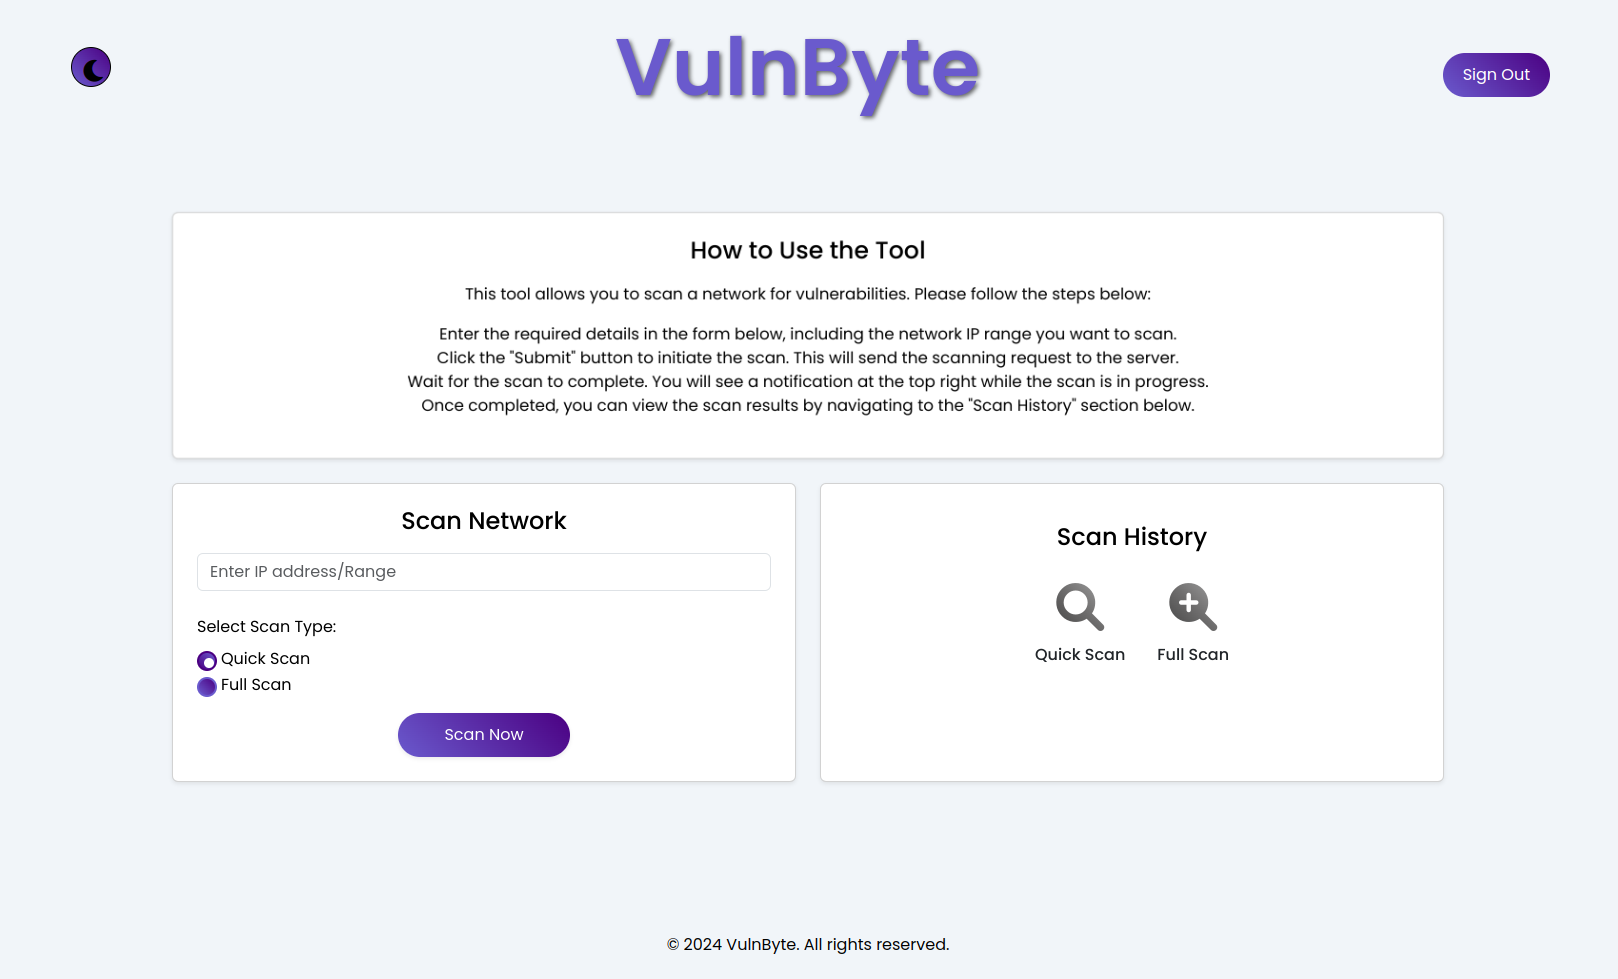 VulnByte
Sign Out
How to Use the Tool
This tool allows you to scan a network for vulnerabilities. Please follow the steps below:
Enter the required details in the form below, including the network IP range you want to scan.
Click the "Submit" button to initiate the scan. This will send the scanning request to the server.
Wait for the scan to complete. You will see a notification at the top right while the scan is in progress.
Once completed, you can view the scan results by navigating to the "Scan History" section below.
Scan Network
Enter IP address/Range
Select Scan Type:
Quick Scan
Full Scan
Scan Now
Scan History
Quick Scan
Full Scan
© 2024 VulnByte. All rights reserved.